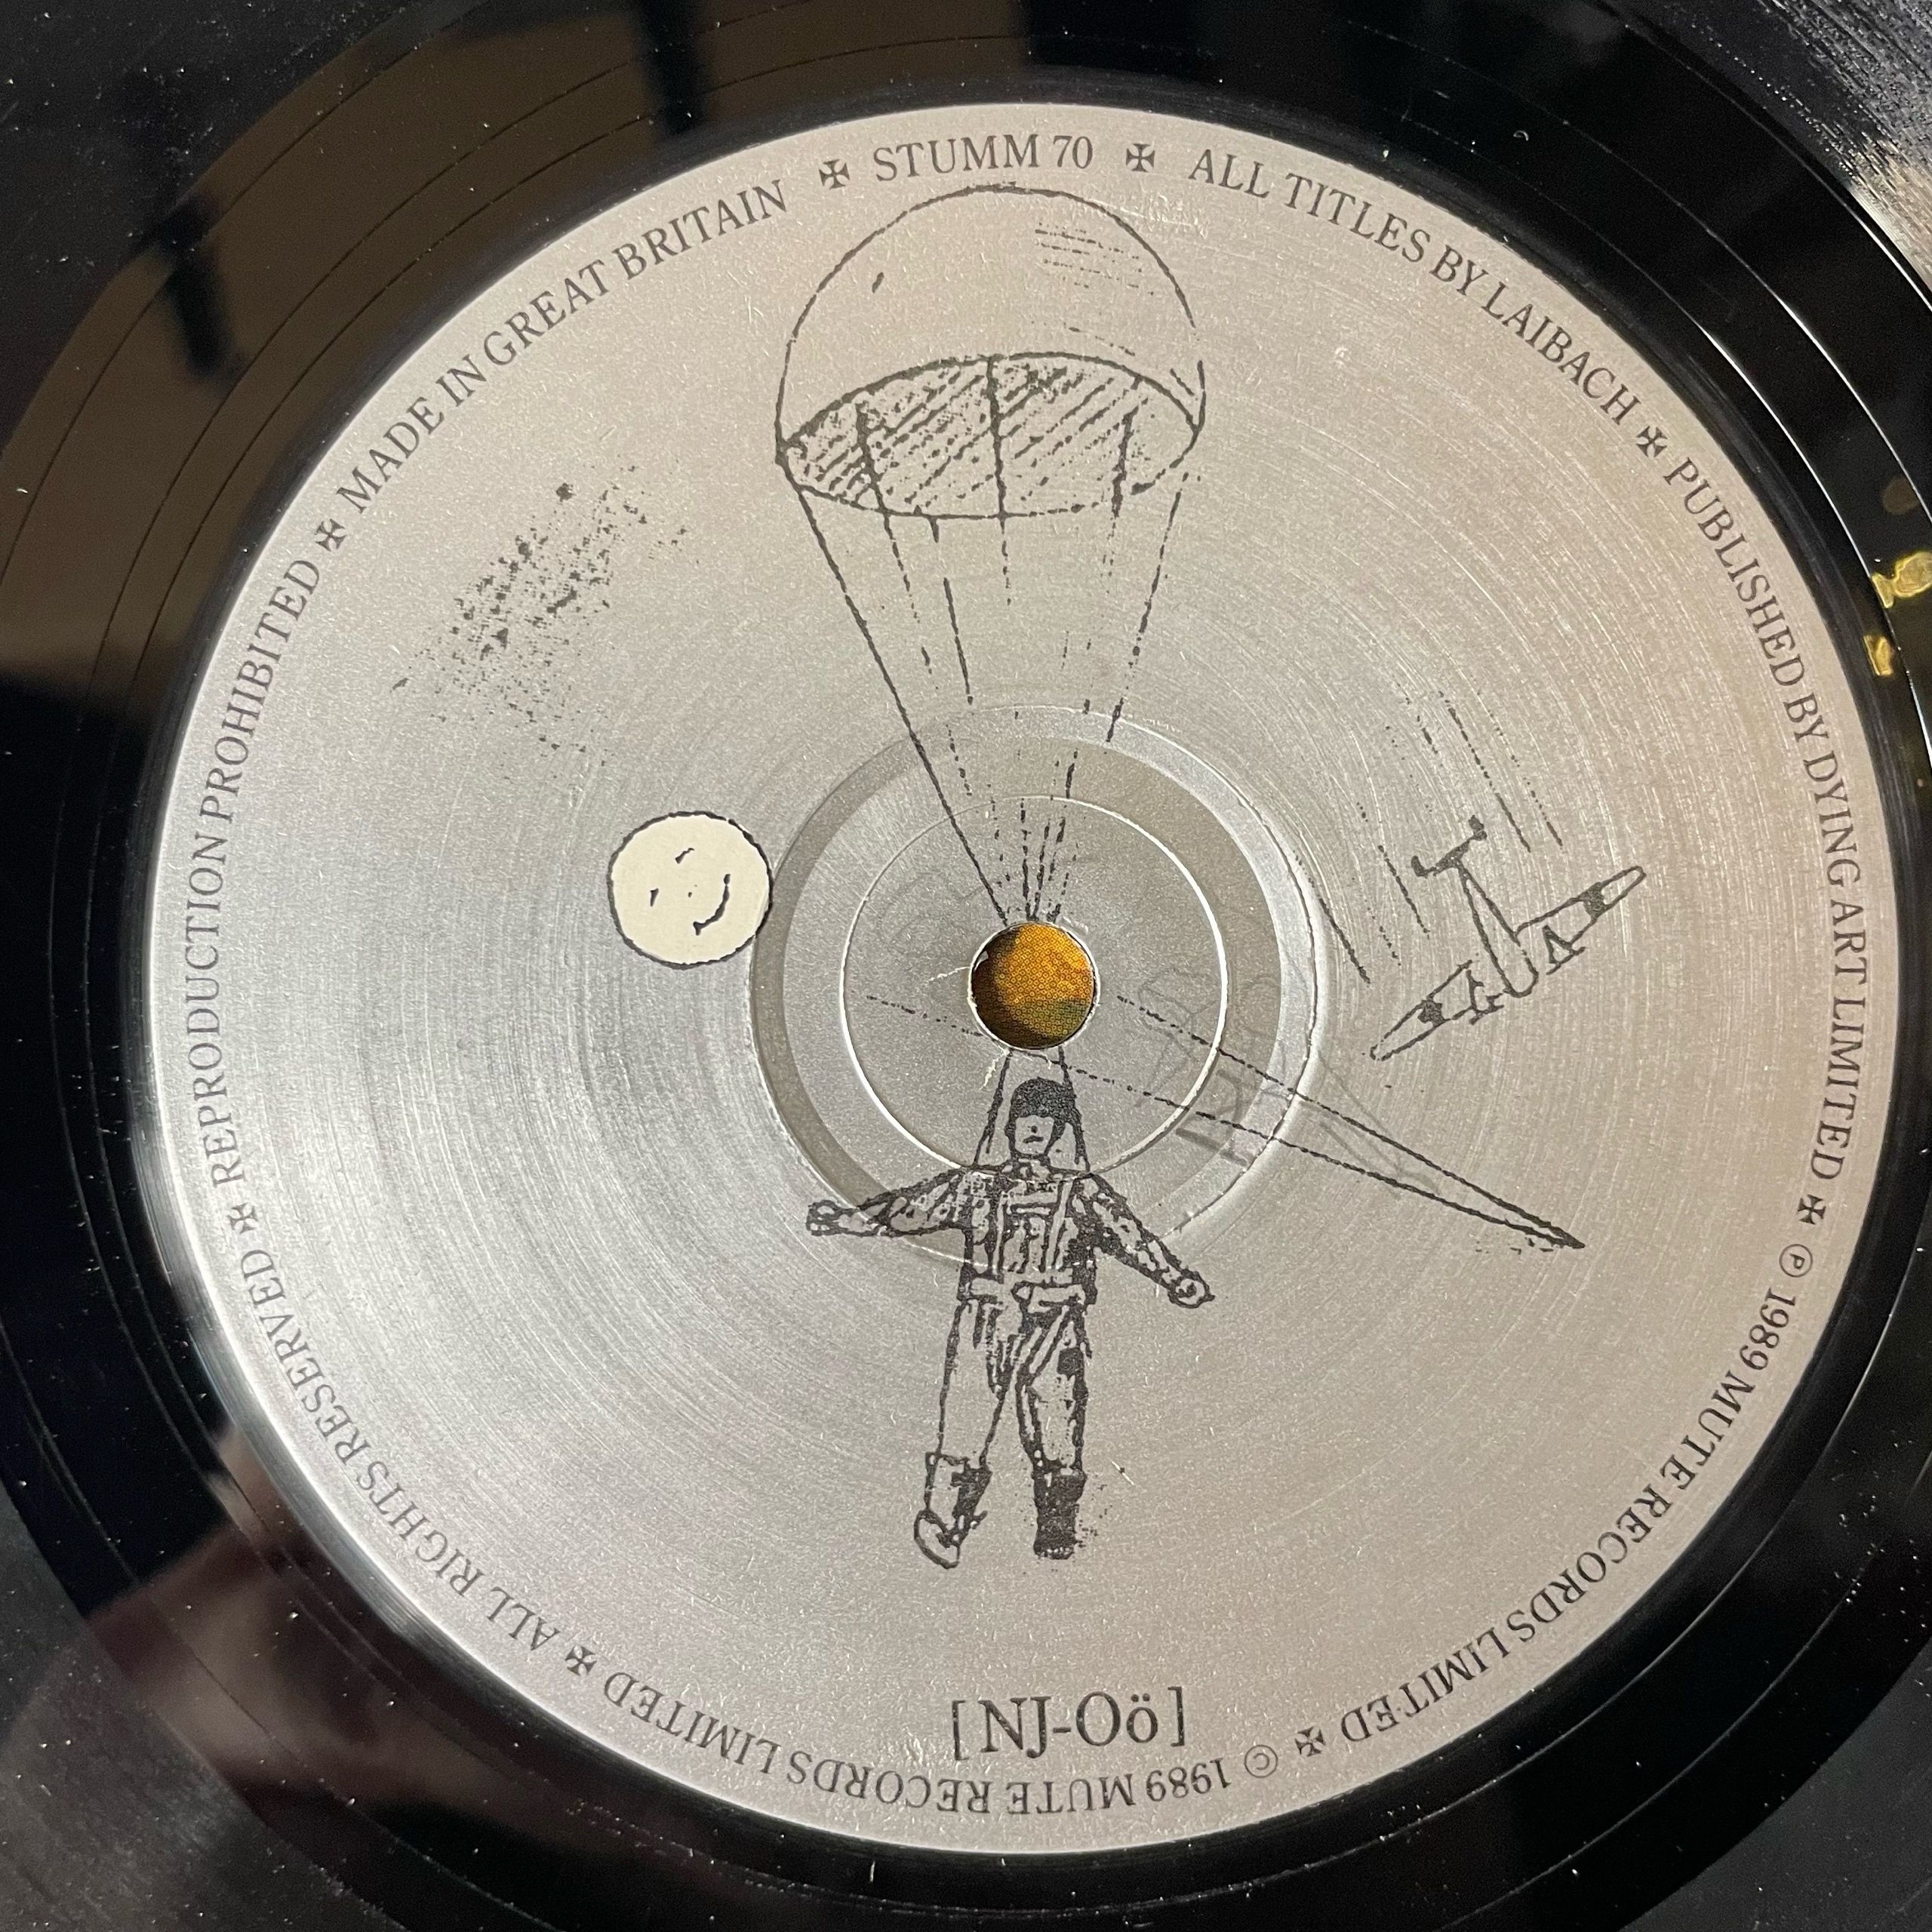 ✠ STUMM 70 ✠ ALL TITLES BY LAIBACH ✠ PUBLISHED BY DYING ART LIMITED ✠ ℗ 1989 MUTE RECORDS LIMITED ✠ © 1989 MUTE RECORDS LIMITED ✠ ALL RIGHTS RESERVED ✠ REPRODUCTION PROHIBITED ✠ MADE IN GREAT BRITAIN
[NJ-Oö]